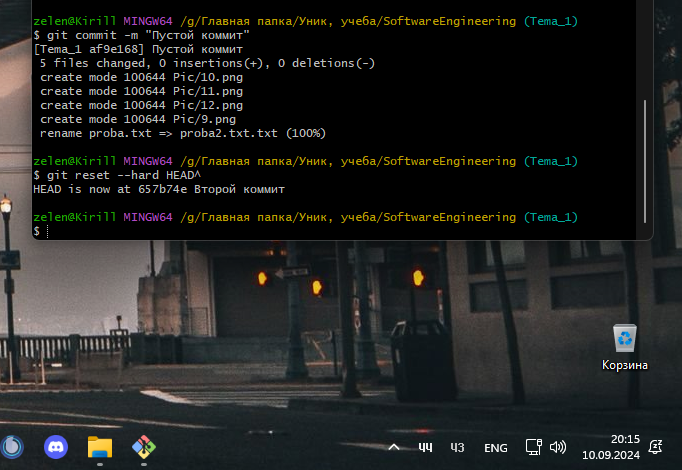 zelen@Kirill MINGW64 /g/Главная папка/Уник, учеба/SoftwareEngineering (Tema_1)
$ git commit -m "Пустой коммит"
[Tema_1 af9e168] Пустой коммит
 5 files changed, 0 insertions(+), 0 deletions(-)
 create mode 100644 Pic/10.png
 create mode 100644 Pic/11.png
 create mode 100644 Pic/12.png
 create mode 100644 Pic/9.png
 rename proba.txt => proba2.txt.txt (100%)
zelen@Kirill MINGW64 /g/Главная папка/Уник, учеба/SoftwareEngineering (Tema_1)
$ git reset --hard HEAD^
HEAD is now at 657b74e Второй коммит
zelen@Kirill MINGW64 /g/Главная папка/Уник, учеба/SoftwareEngineering (Tema_1)
$
Корзина
44 43 ENG 20:15
10.09.2024